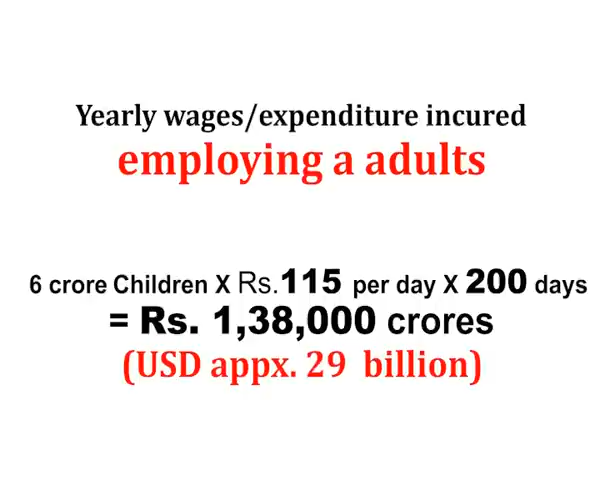 Yearly wages/expenditure incured
employing a adults
6 crore Children X Rs.115 per day X 200 days
= Rs. 1,38,000 crores
(USD appx. 29 billion)